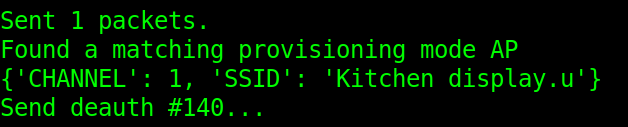 Sent 1 packets.
Found a matching provisioning mode AP
{'CHANNEL': 1, 'SSID': 'Kitchen display.u'}
Send deauth #140...